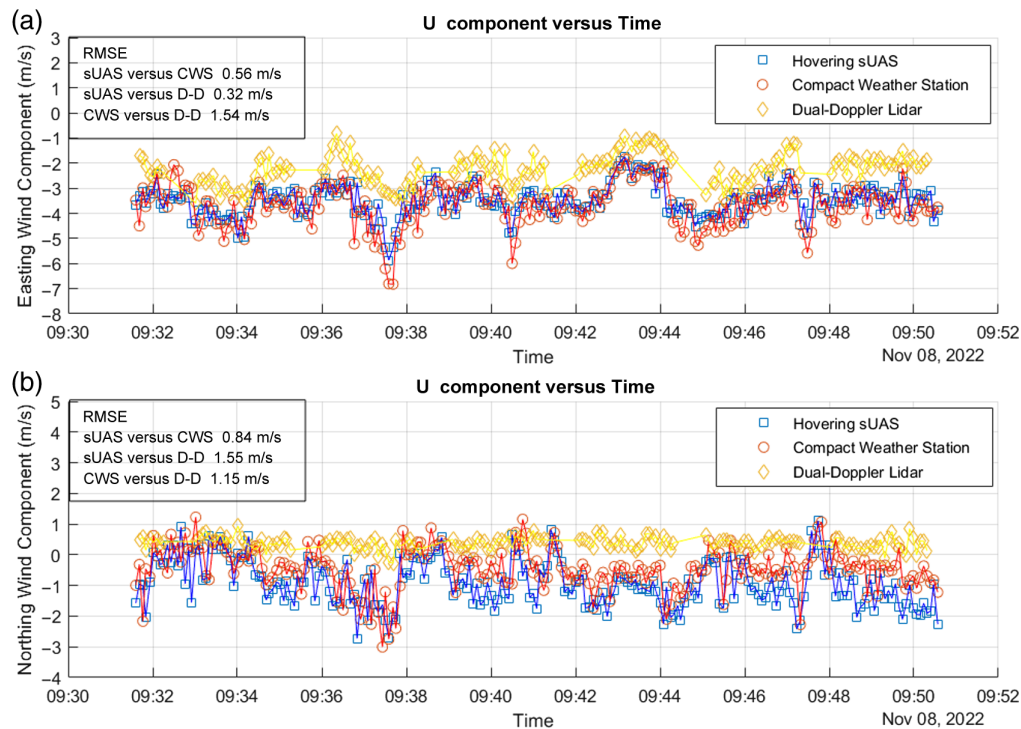 (a)
U component versus Time
Easting Wind Component (m/s)
3
2
1
0
−1
−2
−3
−4
−5
−6
−7
−8
RMSE
sUAS versus CWS 0.56 m/s
sUAS versus D-D 0.32 m/s
CWS versus D-D 1.54 m/s
Hovering sUAS
Compact Weather Station
Dual-Doppler Lidar
09:30 09:32 09:34 09:36 09:38 09:40 09:42 09:44 09:46 09:48 09:50 09:52
Time
Nov 08, 2022
(b)
U component versus Time
Northing Wind Component (m/s)
5
4
3
2
1
0
−1
−2
−3
−4
RMSE
sUAS versus CWS 0.84 m/s
sUAS versus D-D 1.55 m/s
CWS versus D-D 1.15 m/s
Hovering sUAS
Compact Weather Station
Dual-Doppler Lidar
09:30 09:32 09:34 09:36 09:38 09:40 09:42 09:44 09:46 09:48 09:50 09:52
Time
Nov 08, 2022